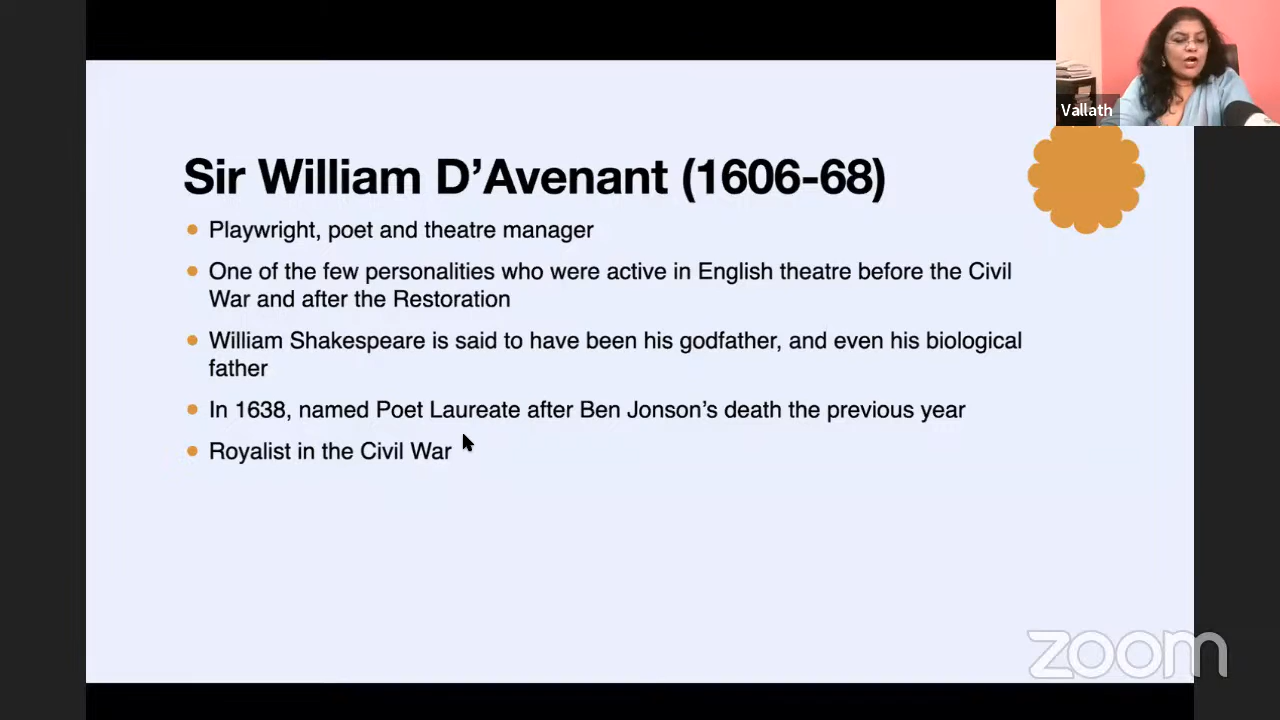 Vallath
Sir William D’Avenant (1606-68)
Playwright, poet and theatre manager
One of the few personalities who were active in English theatre before the Civil
War and after the Restoration
William Shakespeare is said to have been his godfather, and even his biological
father
In 1638, named Poet Laureate after Ben Jonson’s death the previous year
Royalist in the Civil War
zoom